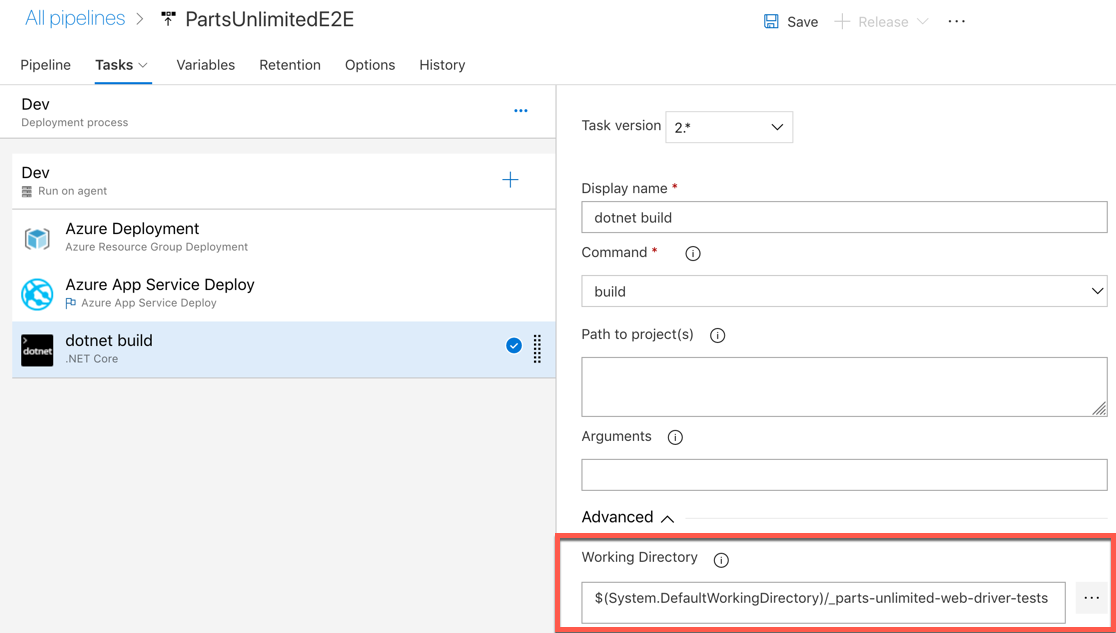 All pipelines > PartsUnlimitedE2E
Save
Release
...
Pipeline Tasks Variables Retention Options History
Dev
Deployment process
...
Dev
Run on agent
Azure Deployment
Azure Resource Group Deployment
Azure App Service Deploy
Azure App Service Deploy
dotnet
dotnet build
.NET Core
Task version 2.*
Display name *
dotnet build
Command * i
build
Path to project(s) i
Arguments i
Advanced
Working Directory i
$(System.DefaultWorkingDirectory)/_parts-unlimited-web-driver-tests
...